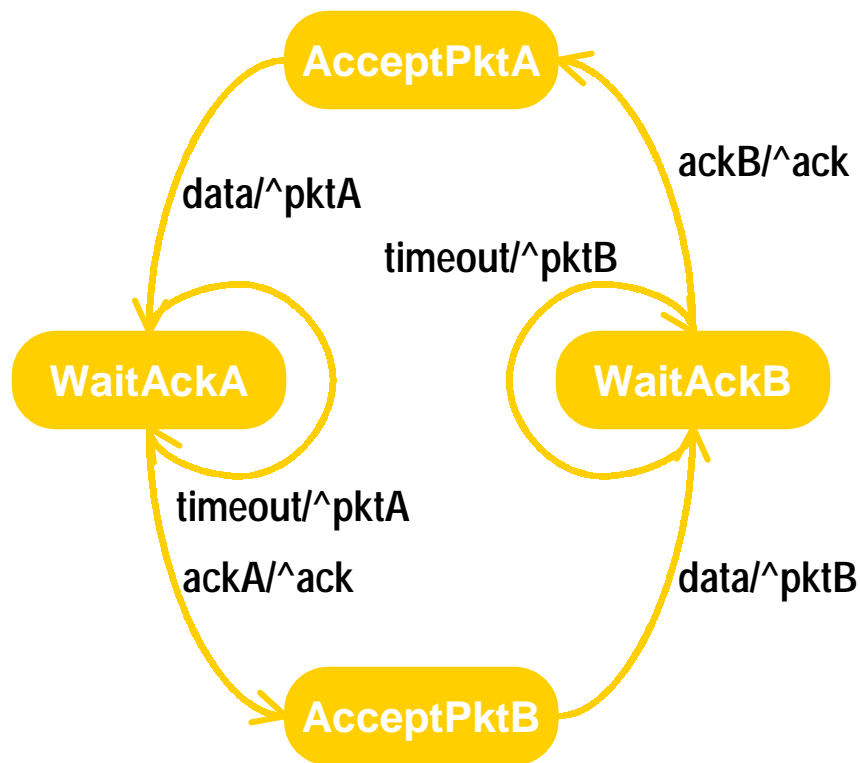 AcceptPktA
ackB/^ack
data/^pktA
timeout/^pktB
WaitAckA
WaitAckB
timeout/^pktA
ackA/^ack
data/^pktB
AcceptPktB